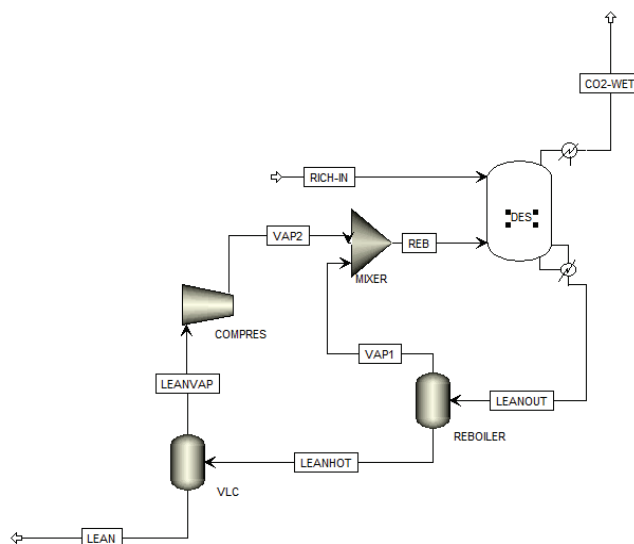 CO2-WET
RICH-IN
DES
VAP2
REB
MIXER
COMPRES
VAP1
LEANVAP
LEANOUT
REBOILER
LEANHOT
VLC
LEAN